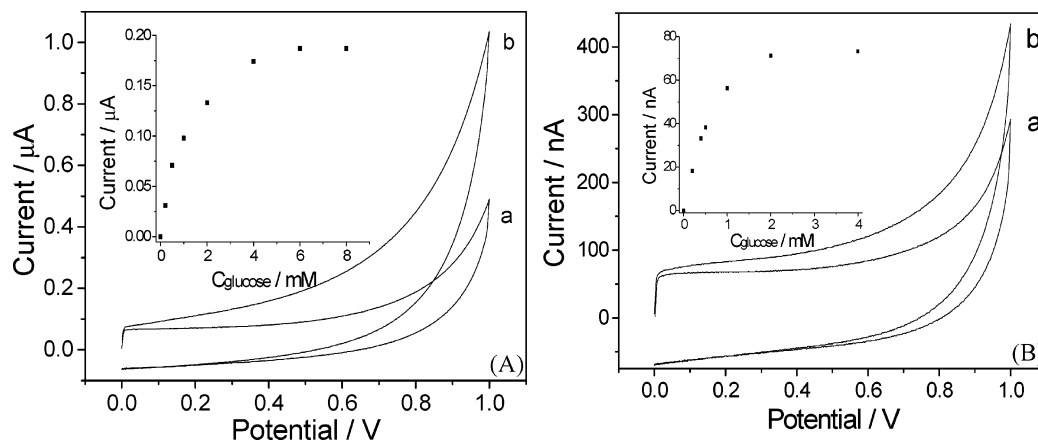 1.0
0.8
0.6
0.4
0.2
0.0
Current / μA
0.0 0.2 0.4 0.6 0.8 1.0
Potential / V
b
a
(A)
0.20
0.15
0.10
0.05
0.00
Current / μA
0 2 4 6 8
Cglucose / mM
400
300
200
100
0
Current / nA
0.0 0.2 0.4 0.6 0.8 1.0
Potential / V
b
a
(B)
80
60
40
20
0
Current / nA
0 1 2 3 4
Cglucose / mM